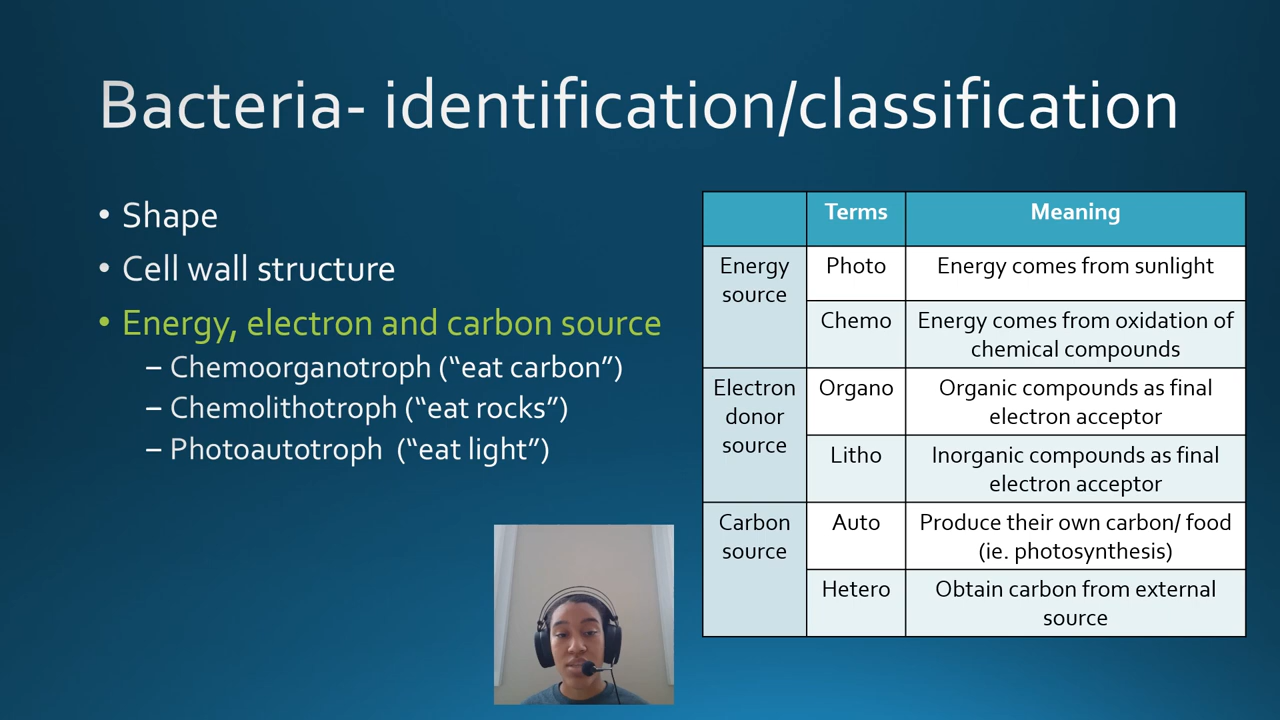 Bacteria- identification/classification
• Shape
• Cell wall structure
• Energy, electron and carbon source
– Chemoorganotroph (“eat carbon”)
– Chemolithotroph (“eat rocks”)
– Photoautotroph (“eat light”)
Terms
Meaning
Energy
source
Photo
Energy comes from sunlight
Chemo
Energy comes from oxidation of
chemical compounds
Electron
donor
source
Organo
Organic compounds as final
electron acceptor
Litho
Inorganic compounds as final
electron acceptor
Carbon
source
Auto
Produce their own carbon/ food
(ie. photosynthesis)
Hetero
Obtain carbon from external
source